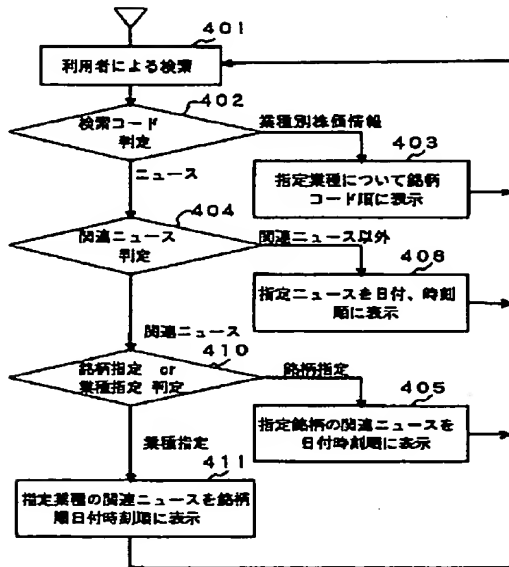 401
利用者による検索
402
検索コード
判定
業種別株価情報
403
指定業種について銘柄
コード順に表示
ニュース
404
関連ニュース
判定
関連ニュース以外
408
指定ニュースを日付、時刻
順に表示
関連ニュース
410
銘柄指定 or
業種指定 判定
銘柄指定
405
指定銘柄の関連ニュースを
日付時刻順に表示
業種指定
411
指定業種の関連ニュースを銘柄
順日付時刻順に表示